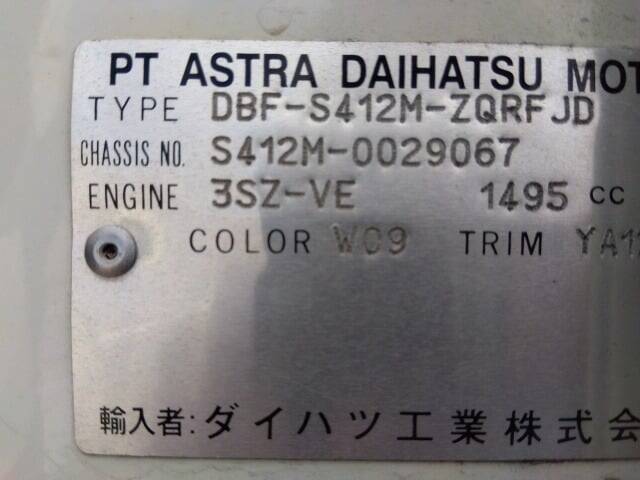 PT ASTRA DAIHATSU MOT
TYPE DBF-S412M-ZQRFJD
CHASSIS NO. S412M-0029067
ENGINE 3SZ-VE 1495 cc
COLOR W09 TRIM YA1
輸入者: ダイハツ工業株式会